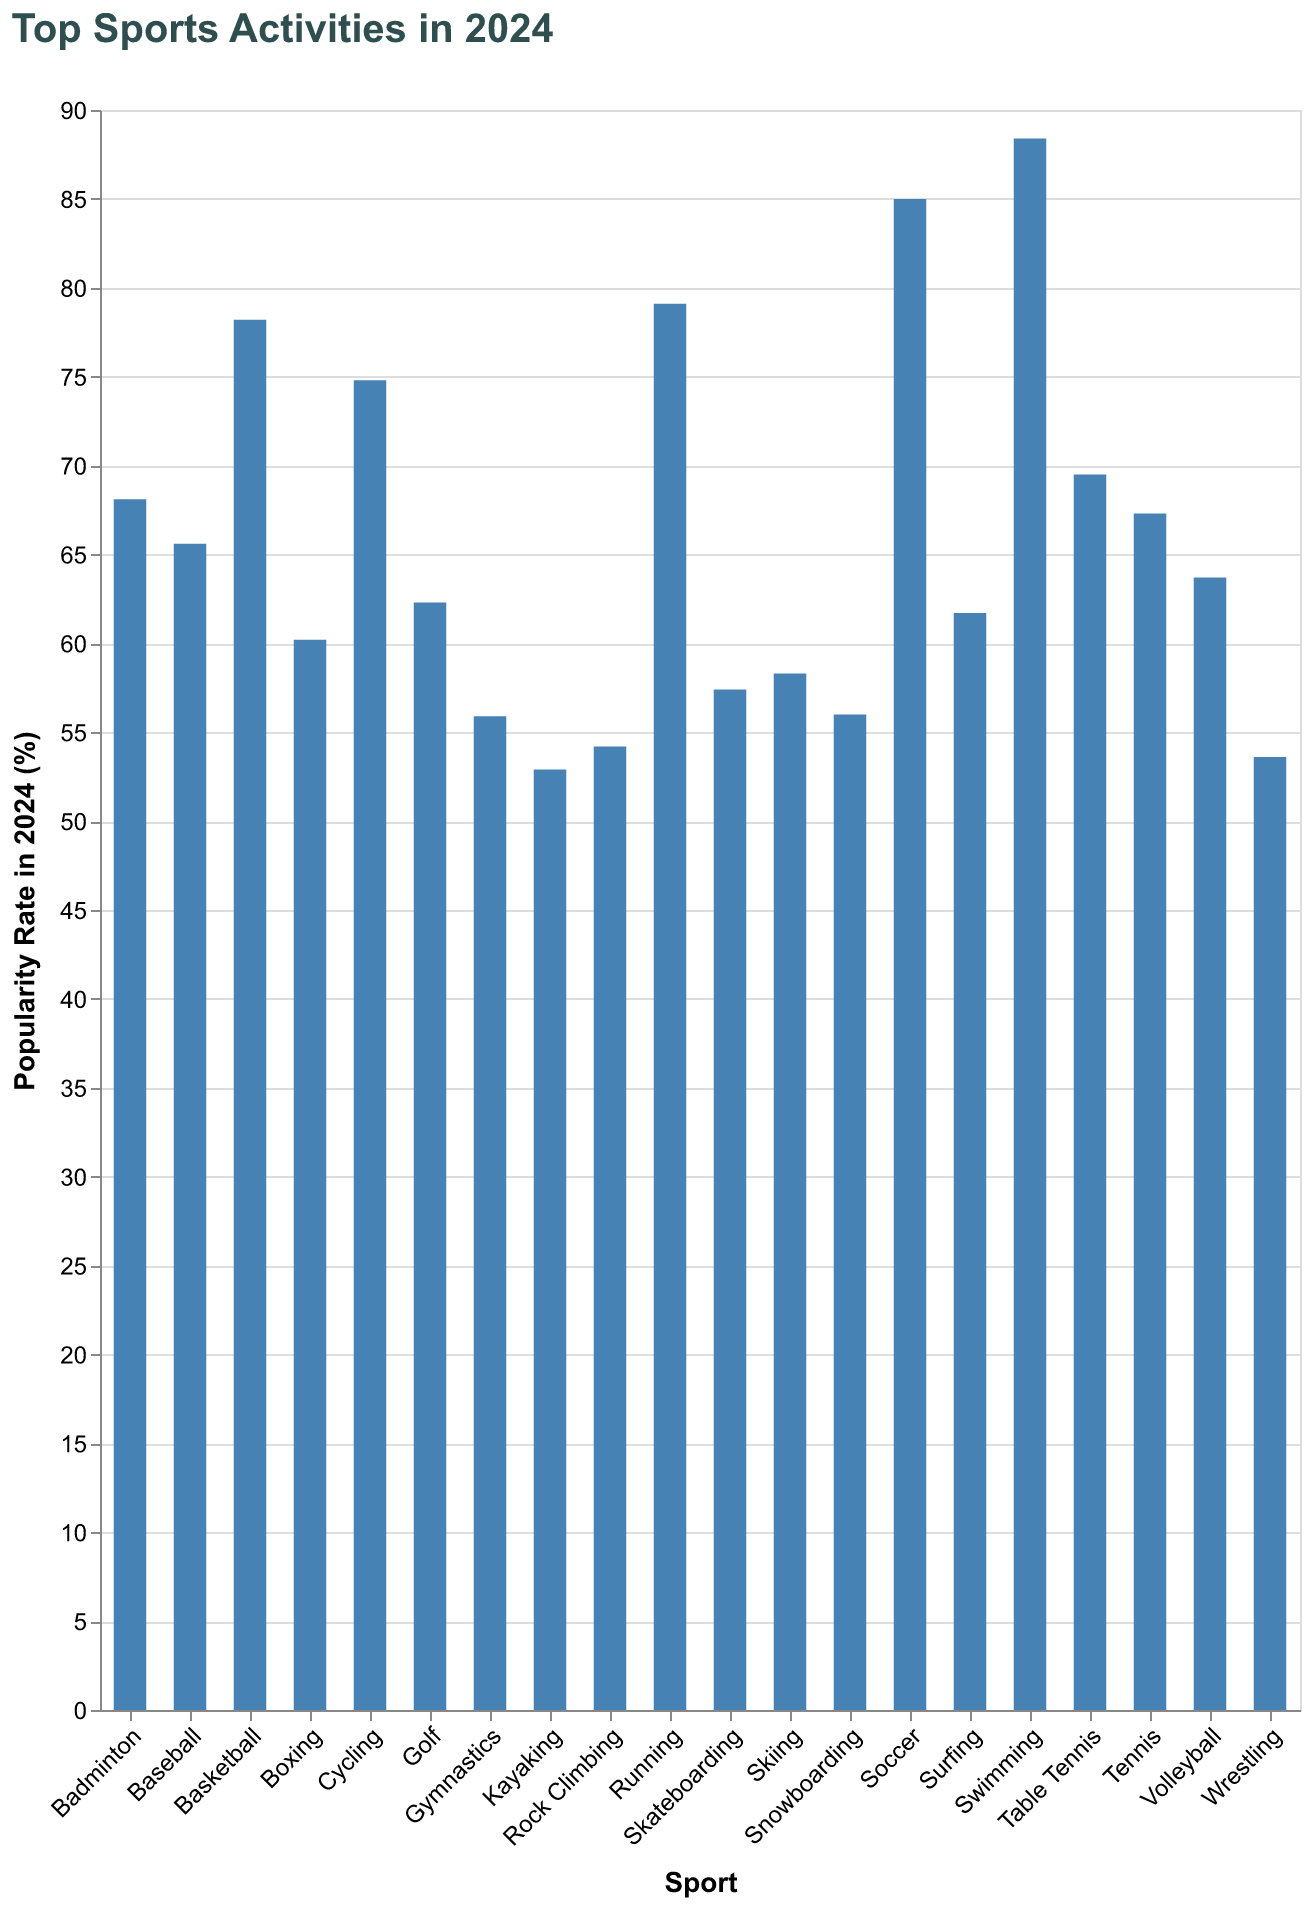 Top Sports Activities in 2024
90
85
80
75
70
65
60
55
50
45
40
35
30
25
20
15
10
5
0
Popularity Rate in 2024 (%)
Badminton
Baseball
Basketball
Boxing
Cycling
Golf
Gymnastics
Kayaking
Rock Climbing
Running
Skateboarding
Skiing
Snowboarding
Soccer
Surfing
Swimming
Table Tennis
Tennis
Volleyball
Wrestling
Sport